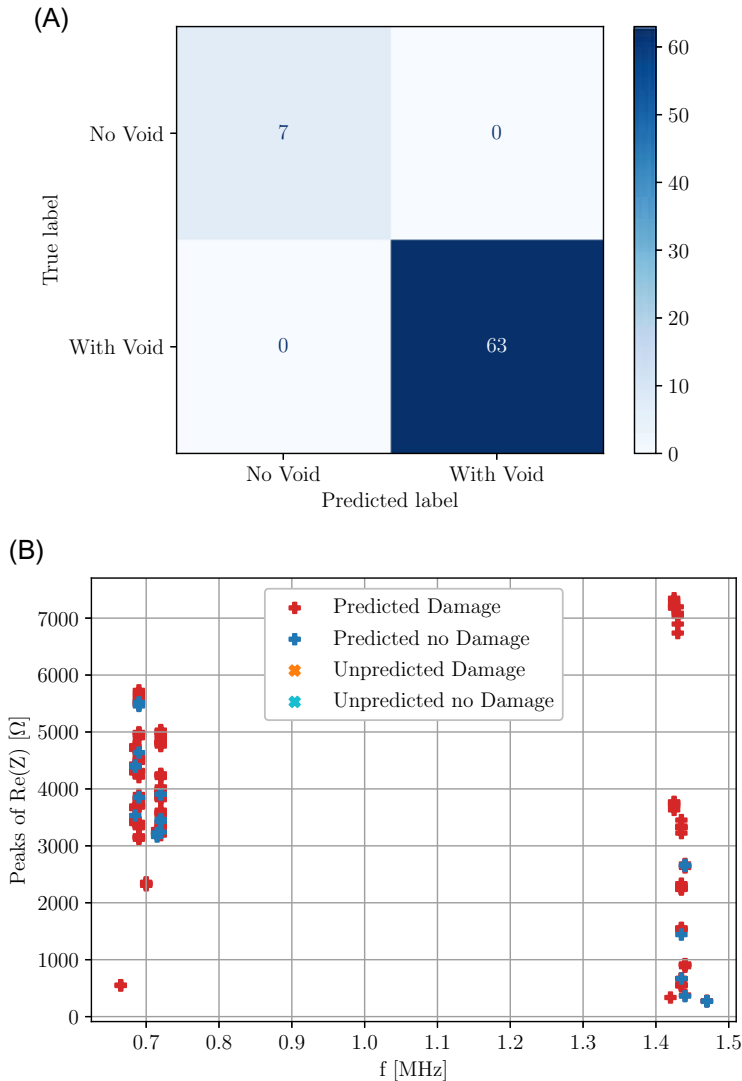 (A)
No Void
With Void
True label
7
0
0
63
No Void
With Void
Predicted label
60
50
40
30
20
10
0
(B)
Predicted Damage
Predicted no Damage
Unpredicted Damage
Unpredicted no Damage
7000
6000
5000
4000
3000
2000
1000
0
Peaks of Re(Z) [Ω]
0.7
0.8
0.9
1.0
1.1
1.2
1.3
1.4
1.5
f [MHz]